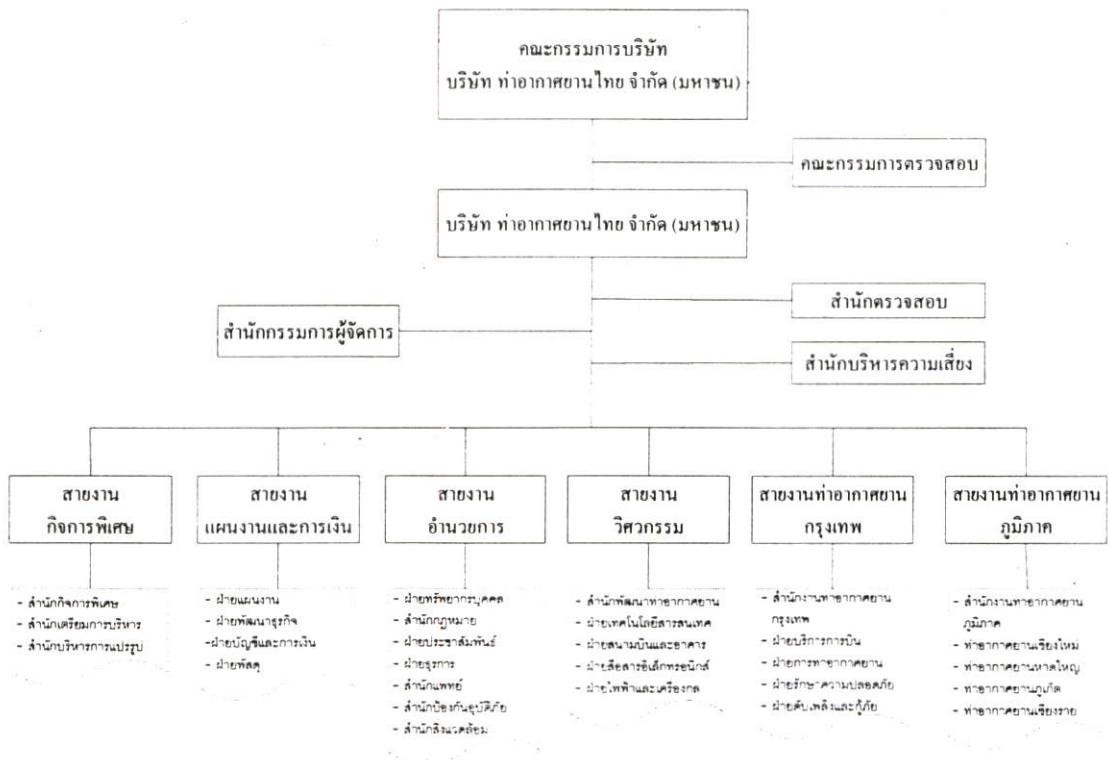 คณะกรรมการบริษัท
บริษัท ท่าอากาศยานไทย จำกัด (มหาชน)
คณะกรรมการตรวจสอบ
บริษัท ท่าอากาศยานไทย จำกัด (มหาชน)
สำนักตรวจสอบ
สำนักกรรมการผู้จัดการ
สำนักบริหารความเสี่ยง
สายงาน
กิจการพิเศษ
- สำนักกิจการพิเศษ
- สำนักเตรียมการบริหาร
- สำนักบริหารการแปรรูป
สายงาน
แผนงานและการเงิน
- ฝ่ายแผนงาน
- ฝ่ายพัฒนาธุรกิจ
-ฝ่ายบัญชีและการเงิน
- ฝ่ายพัสดุ
สายงาน
อำนวยการ
- ฝ่ายทรัพยากรบุคคล
- สำนักกฎหมาย
- ฝ่ายประชาสัมพันธ์
- ฝ่ายธุรการ
- สำนักแพทย์
- สำนักป้องกันอุบัติภัย
- สำนักสิ่งแวดล้อม
สายงาน
วิศวกรรม
- สำนักพัฒนาท่าอากาศยาน
- ฝ่ายเทคโนโลยีสารสนเทศ
- ฝ่ายสนามบินและอาคาร
- ฝ่ายสื่อสารอิเล็กทรอนิกส์
- ฝ่ายไฟฟ้าและเครื่องกล
สายงานท่าอากาศยาน
กรุงเทพ
- สำนักงานท่าอากาศยาน
กรุงเทพ
- ฝ่ายบริการการบิน
- ฝ่ายการท่าอากาศยาน
- ฝ่ายรักษาความปลอดภัย
- ฝ่ายดับเพลิงและกู้ภัย
สายงานท่าอากาศยาน
ภูมิภาค
- สำนักงานท่าอากาศยาน
ภูมิภาค
- ท่าอากาศยานเชียงใหม่
- ท่าอากาศยานหาดใหญ่
- ท่าอากาศยานภูเก็ต
- ท่าอากาศยานเชียงราย